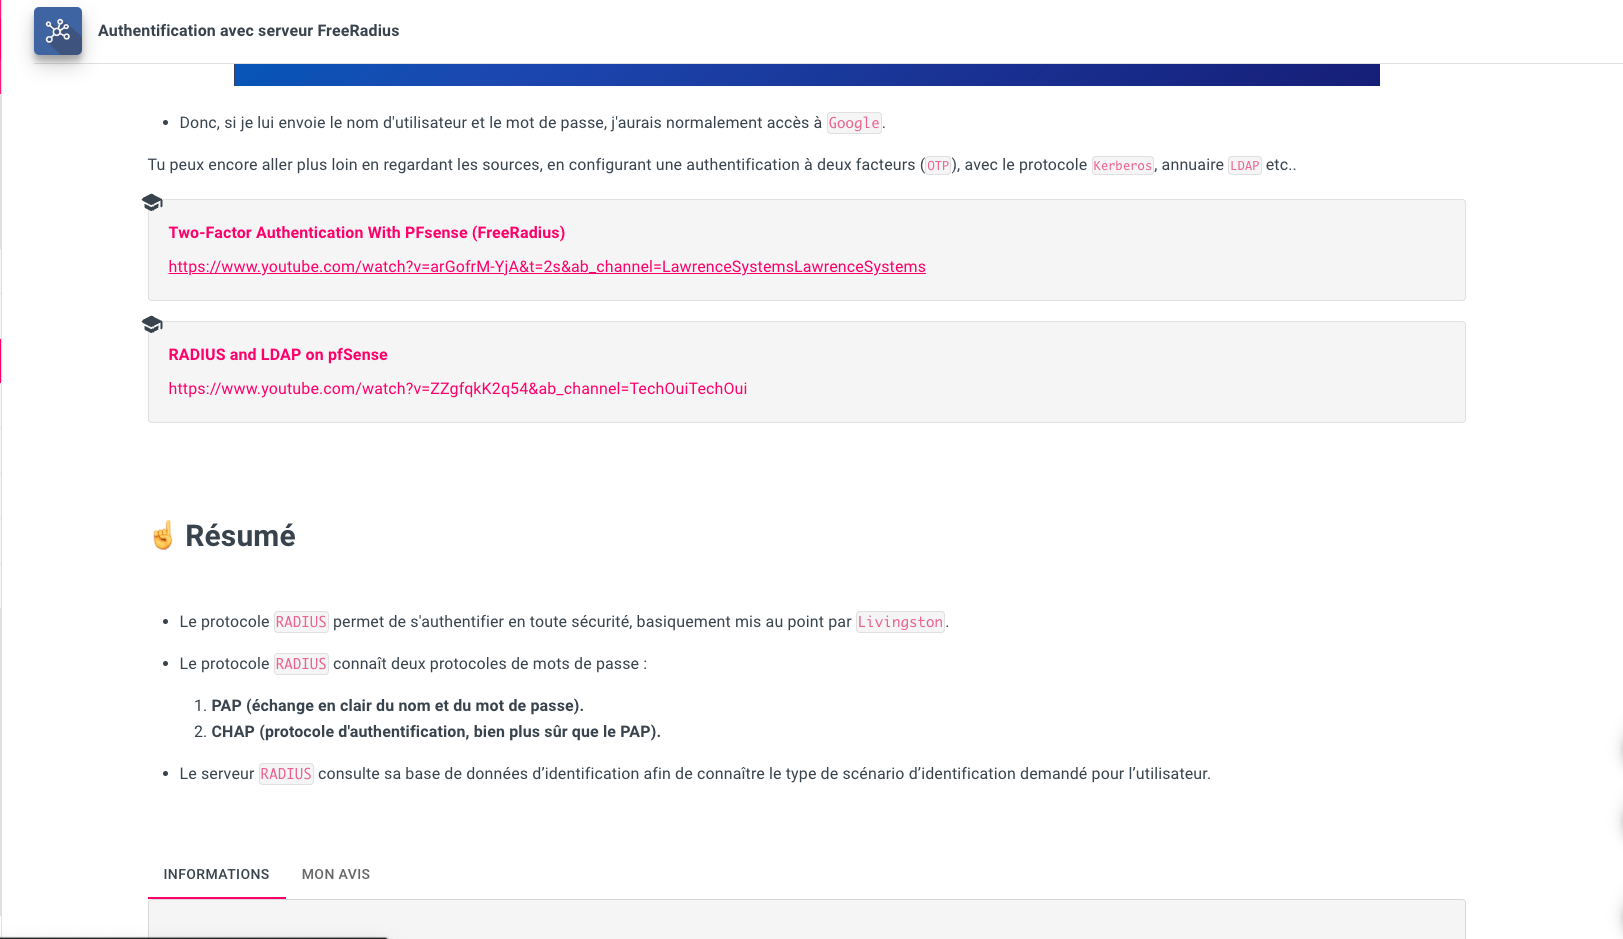 Authentification avec serveur FreeRadius
Donc, si je lui envoie le nom d'utilisateur et le mot de passe, j'aurais normalement accès à Google.
Tu peux encore aller plus loin en regardant les sources, en configurant une authentification à deux facteurs (OTP), avec le protocole Kerberos, annuaire LDAP etc..
Two-Factor Authentication With PFsense (FreeRadius)
https://www.youtube.com/watch?v=arGofrM-YjA&t=2s&ab_channel=LawrenceSystemsLawrenceSystems
RADIUS and LDAP on pfSense
https://www.youtube.com/watch?v=ZZgfqkK2q54&ab_channel=TechOuiTechOui
☝ Résumé
Le protocole RADIUS permet de s'authentifier en toute sécurité, basiquement mis au point par Livingston.
Le protocole RADIUS connaît deux protocoles de mots de passe :
1. PAP (échange en clair du nom et du mot de passe).
2. CHAP (protocole d'authentification, bien plus sûr que le PAP).
Le serveur RADIUS consulte sa base de données d’identification afin de connaître le type de scénario d’identification demandé pour l’utilisateur.
INFORMATIONS MON AVIS